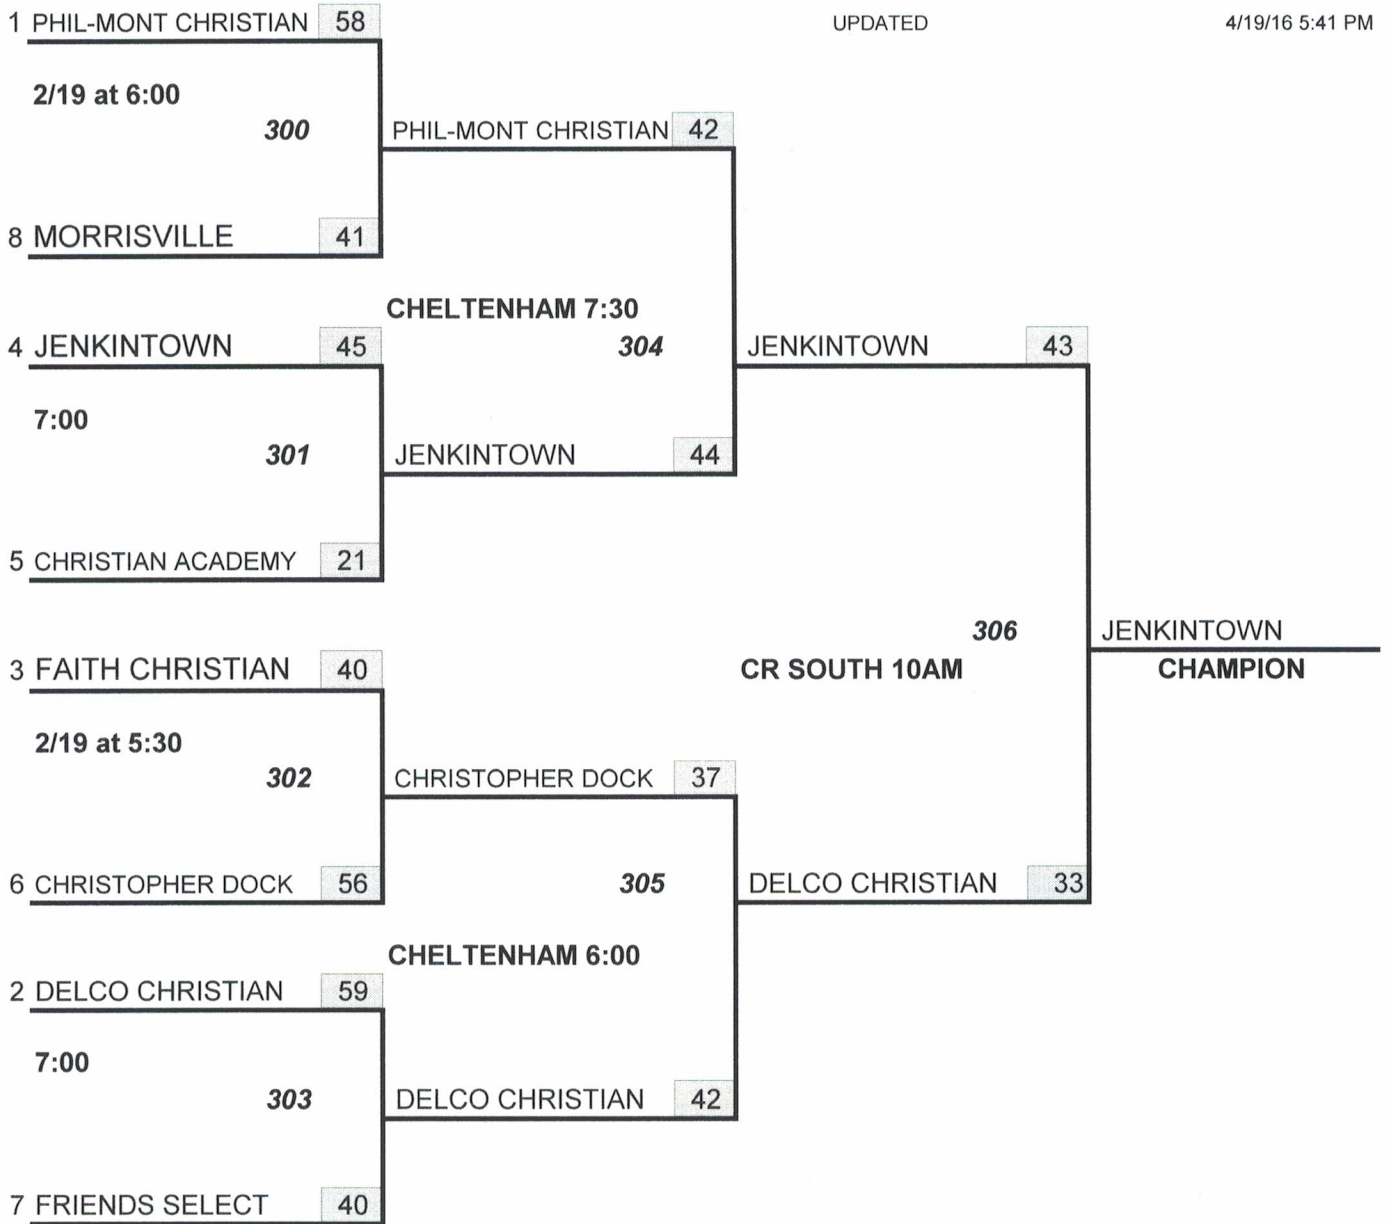 1 PHIL-MONT CHRISTIAN 58
UPDATED 4/19/16 5:41 PM
2/19 at 6:00
300
PHIL-MONT CHRISTIAN 42
8 MORRISVILLE 41
CHELTENHAM 7:30
4 JENKINTOWN 45
304
JENKINTOWN 43
7:00
301
JENKINTOWN 44
5 CHRISTIAN ACADEMY 21
306
JENKINTOWN
3 FAITH CHRISTIAN 40
CR SOUTH 10AM
CHAMPION
2/19 at 5:30
302
CHRISTOPHER DOCK 37
6 CHRISTOPHER DOCK 56
305
DELCO CHRISTIAN 33
CHELTENHAM 6:00
2 DELCO CHRISTIAN 59
7:00
303
DELCO CHRISTIAN 42
7 FRIENDS SELECT 40